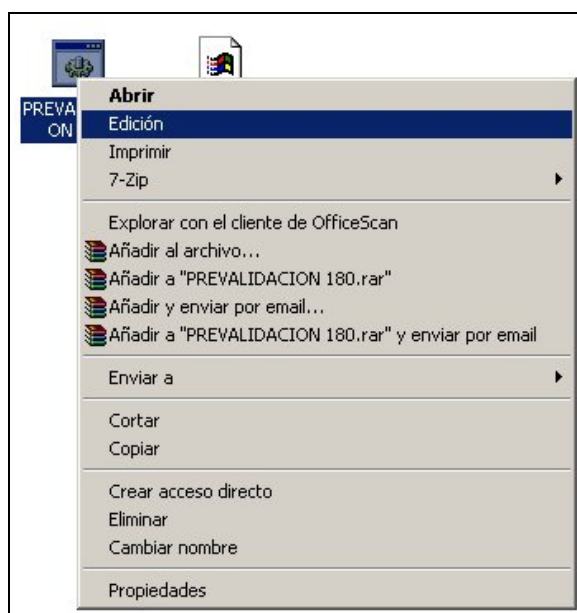 PREVA
ON
Abrir
Edición
Imprimir
7-Zip
Explorar con el cliente de OfficeScan
Añadir al archivo...
Añadir a "PREVALIDACION 180.rar"
Añadir y enviar por email...
Añadir a "PREVALIDACION 180.rar" y enviar por email
Enviar a
Cortar
Copiar
Crear acceso directo
Eliminar
Cambiar nombre
Propiedades